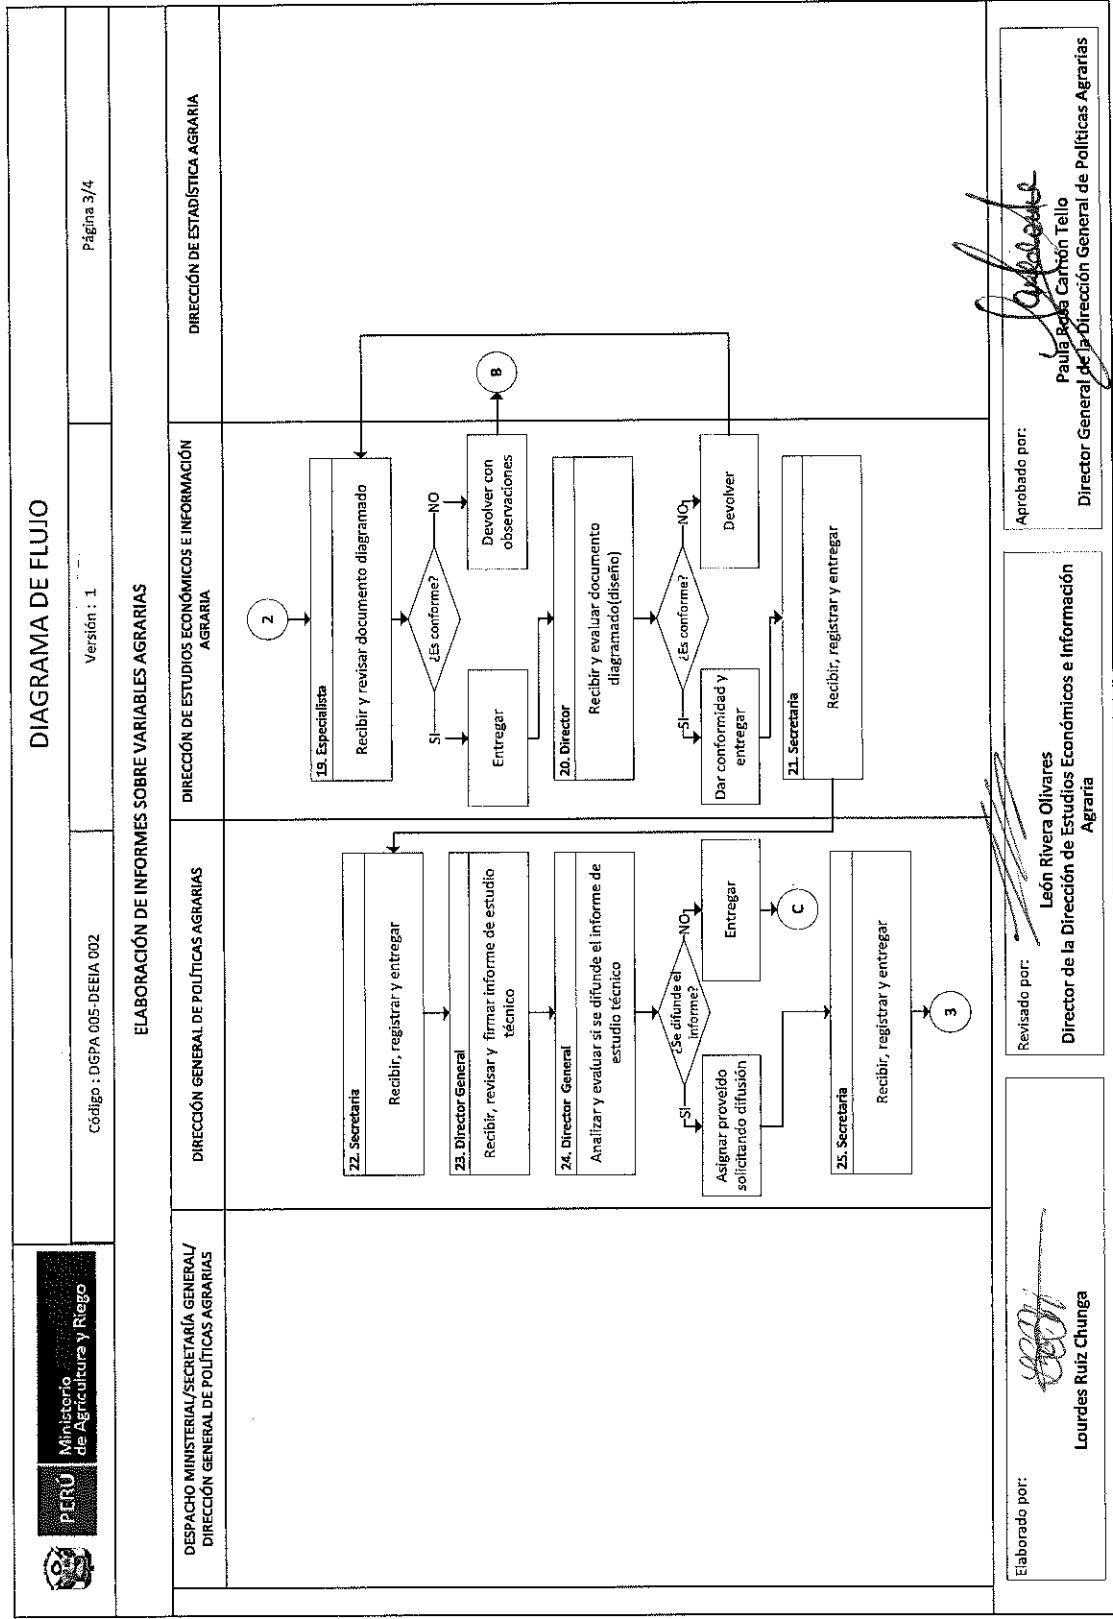 DIAGRAMA DE FLUJO
PERÚ
Ministerio
de Agricultura y Riego
Código : DGPA 005-DEEIA 002
Versión : 1
Página 3/4
ELABORACIÓN DE INFORMES SOBRE VARIABLES AGRARIAS
DESPACHO MINISTERIAL/SECRETARÍA GENERAL/
DIRECCIÓN GENERAL DE POLÍTICAS AGRARIAS
DIRECCIÓN GENERAL DE POLÍTICAS AGRARIAS
DIRECCIÓN DE ESTUDIOS ECONÓMICOS E INFORMACIÓN
AGRARIA
DIRECCIÓN DE ESTADÍSTICA AGRARIA
2
19. Especialista
Recibir y revisar documento diagramado
¿Es conforme?
SI
NO
Entregar
Devolver con
observaciones
B
20. Director
Recibir y evaluar documento
diagramado(diseño)
¿Es conforme?
SI
NO
Dar conformidad y
entregar
Devolver
21. Secretaria
Recibir, registrar y entregar
22. Secretaria
Recibir, registrar y entregar
23. Director General
Recibir, revisar y firmar informe de estudio
técnico
24. Director General
Analizar y evaluar si se difunde el informe de
estudio técnico
¿Se difunde el
informe?
SI
NO
Asignar proveído
solicitando difusión
Entregar
C
25. Secretaria
Recibir, registrar y entregar
3
Elaborado por:
Lourdes Ruiz Chunga
Revisado por:
León Rivera Olivares
Director de la Dirección de Estudios Económicos e Información
Agraria
Aprobado por:
Paula Rosa Carrión Tello
Director General de la Dirección General de Políticas Agrarias